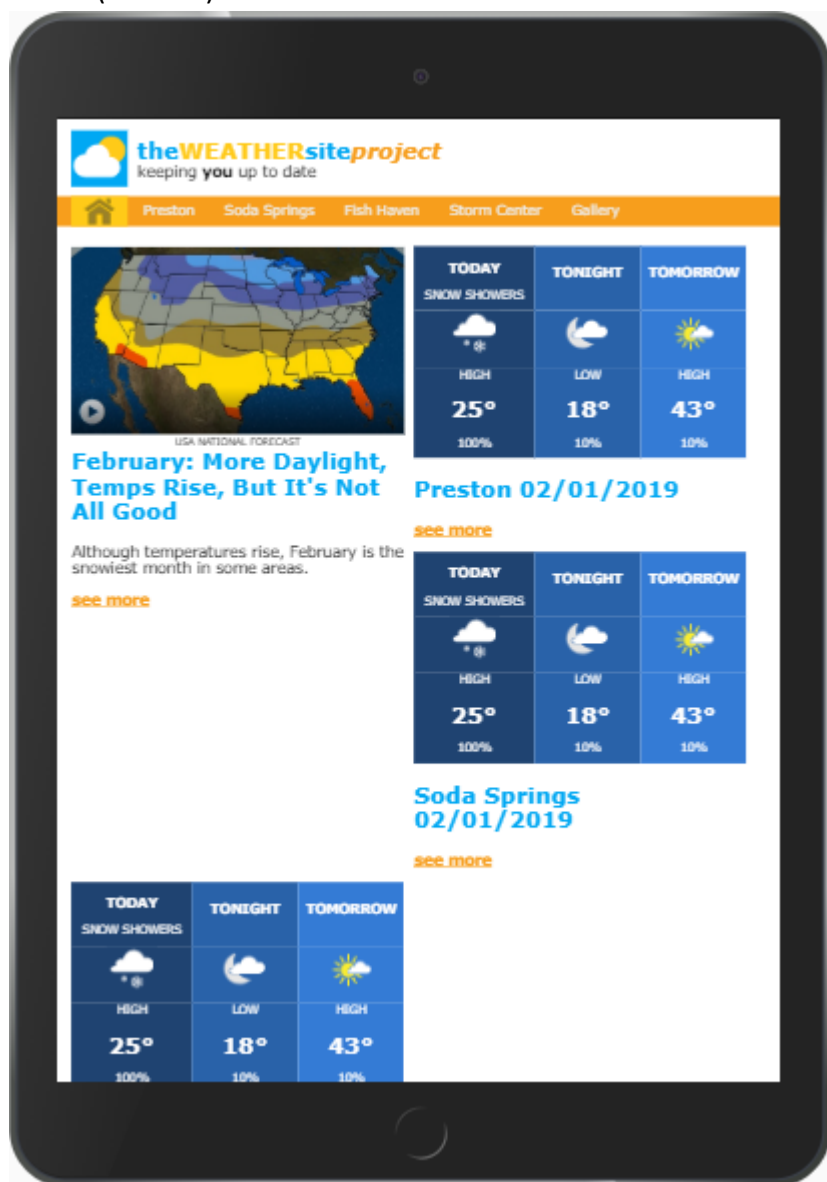 theWEATHERsiteproject
keeping you up to date
Preston Soda Springs Fish Haven Storm Center Gallery
USA NATIONAL FORECAST
February: More Daylight,
Temps Rise, But It's Not
All Good
Although temperatures rise, February is the
snowiest month in some areas.
see more
TODAY TONIGHT TOMORROW
SNOW SHOWERS
HIGH LOW HIGH
25° 18° 43°
100% 10% 10%
Preston 02/01/2019
see more
TODAY TONIGHT TOMORROW
SNOW SHOWERS
HIGH LOW HIGH
25° 18° 43°
100% 10% 10%
Soda Springs
02/01/2019
see more
TODAY TONIGHT TOMORROW
SNOW SHOWERS
HIGH LOW HIGH
25° 18° 43°
100% 10% 10%